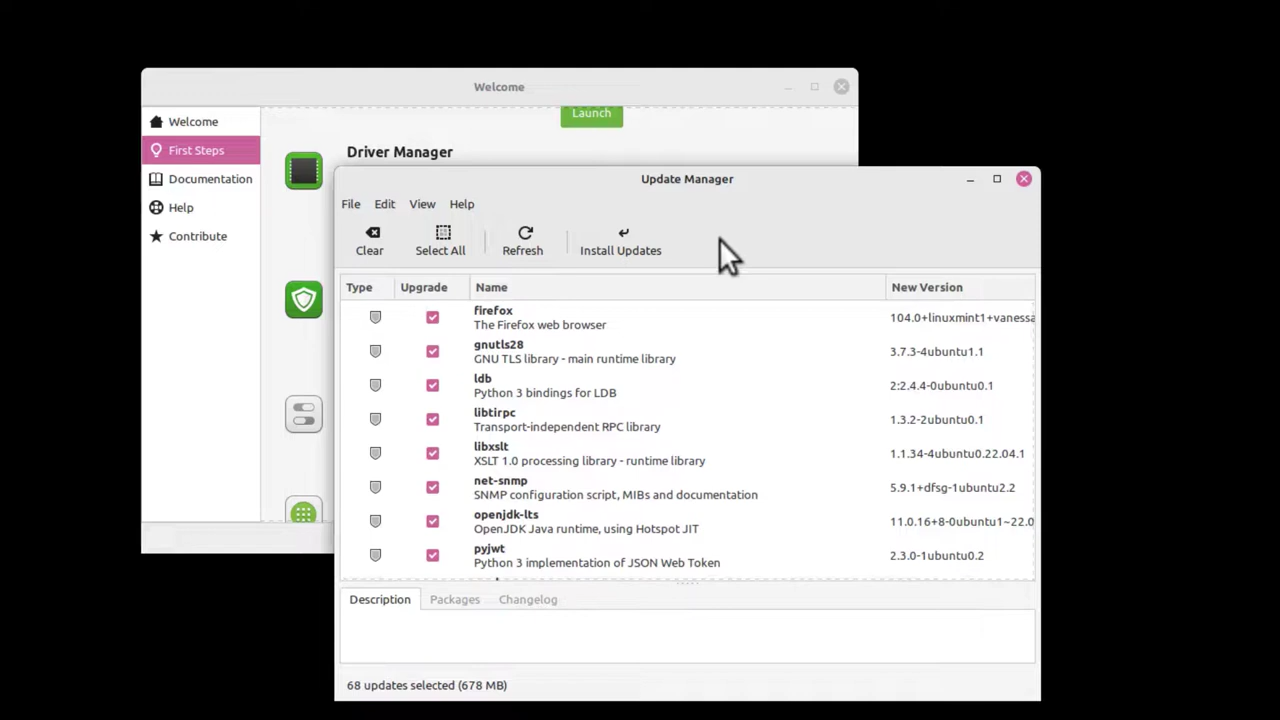 Welcome
Welcome
First Steps
Documentation
Help
Contribute
Launch
Driver Manager
Update Manager
File Edit View Help
Clear Select All Refresh Install Updates
Type Upgrade Name New Version
firefox
The Firefox web browser
104.0+linuxmint1+vanessa
gnutls28
GNU TLS library - main runtime library
3.7.3-4ubuntu1.1
ldb
Python 3 bindings for LDB
2:2.4.4-0ubuntu0.1
libtirpc
Transport-independent RPC library
1.3.2-2ubuntu0.1
libxslt
XSLT 1.0 processing library - runtime library
1.1.34-4ubuntu0.22.04.1
net-snmp
SNMP configuration script, MIBs and documentation
5.9.1+dfsg-1ubuntu2.2
openjdk-lts
OpenJDK Java runtime, using Hotspot JIT
11.0.16+8-0ubuntu1~22.0
pyjwt
Python 3 implementation of JSON Web Token
2.3.0-1ubuntu0.2
Description Packages Changelog
68 updates selected (678 MB)